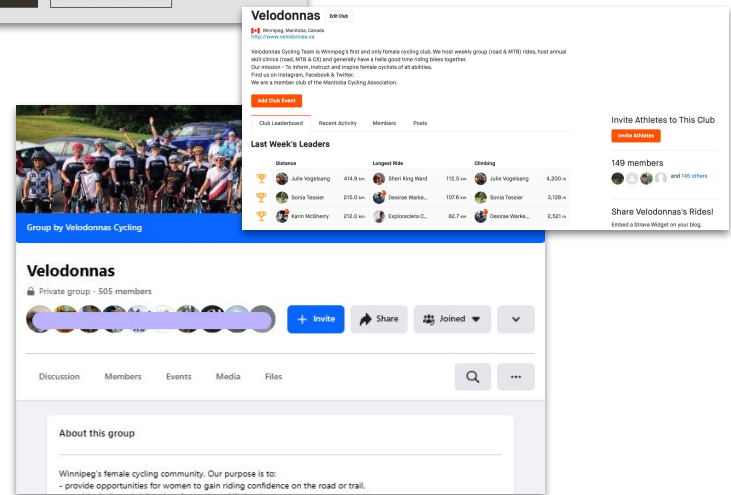 Velodonnas Edit Club
Winnipeg, Manitoba, Canada
http://www.velodonnas.ca
Velodonnas Cycling Team is Winnipeg's first and only female cycling club. We host weekly group (road & MTB) rides, host annual
skill clinics (road, MTB & CX) and generally have a hella good time riding bikes together.
Our mission - To inform, instruct and inspire female cyclists of all abilities.
Find us on Instagram, Facebook & Twitter.
We are a member club of the Manitoba Cycling Association.
Add Club Event
Club Leaderboard Recent Activity Members Posts
Last Week's Leaders
Distance Longest Ride Climbing
Julie Vogelsang 414.9 km Sheri King Ward 112.5 km Julie Vogelsang 4,200 m
Sonia Tessier 215.0 km Desirae Warke... 107.6 km Sonia Tessier 3,128 m
Karin McSherry 212.0 km Exploracleta C... 82.7 km Desirae Warke... 2,521 m
Invite Athletes to This Club
Invite Athletes
149 members
and 145 others
Share Velodonnas's Rides!
Embed a Strava Widget on your blog.
Group by Velodonnas Cycling
Velodonnas
Private group · 505 members
+ Invite Share Joined
Discussion Members Events Media Files
About this group
Winnipeg's female cycling community. Our purpose is to:
- provide opportunities for women to gain riding confidence on the road or trail.